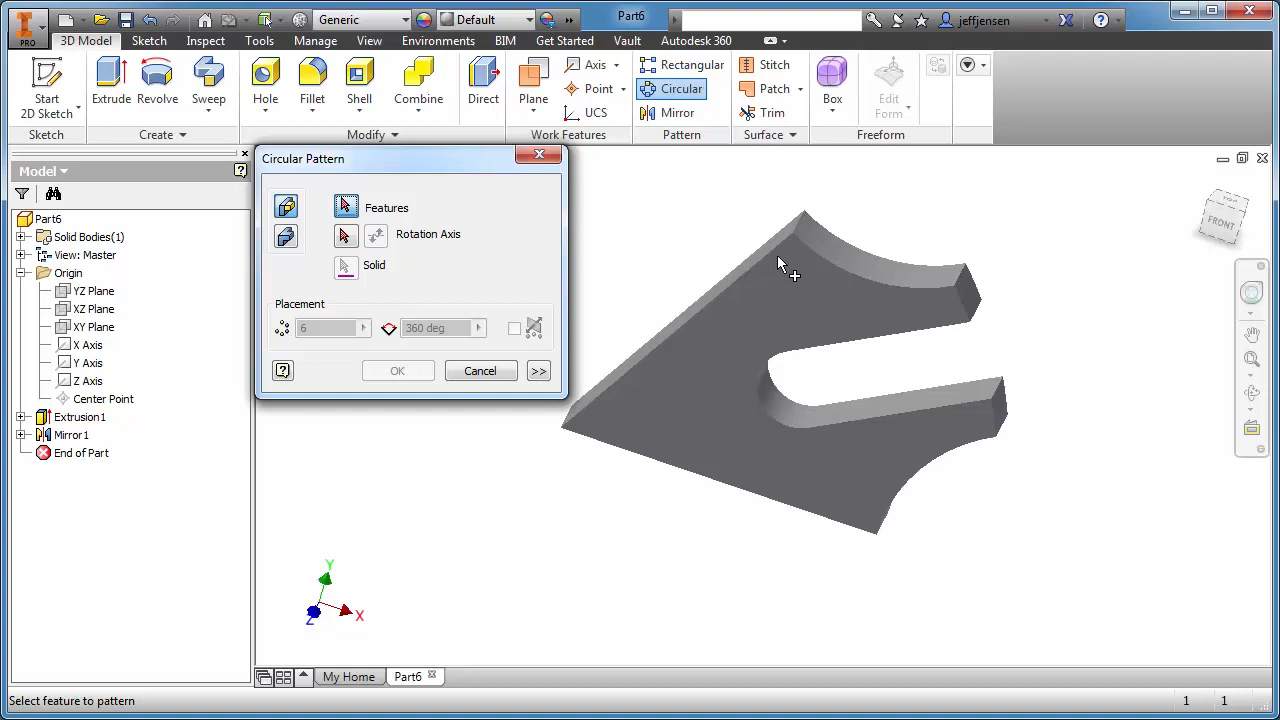 Generic
Default
Part6
jeffjensen
PRO
3D Model Sketch Inspect Tools Manage View Environments BIM Get Started Vault Autodesk 360
Start
2D Sketch
Extrude Revolve Sweep
Hole Fillet Shell Combine
Direct
Plane
Axis
Point
UCS
Rectangular
Circular
Mirror
Stitch
Patch
Trim
Box
Edit
Form
Sketch Create Modify Work Features Pattern Surface Freeform
Model
Part6
Solid Bodies(1)
View: Master
Origin
YZ Plane
XZ Plane
XY Plane
X Axis
Y Axis
Z Axis
Center Point
Extrusion1
Mirror1
End of Part
Circular Pattern
Features
Rotation Axis
Solid
Placement
6 360 deg
OK Cancel >>
TOP
FRONT
Y
X
Z
My Home Part6
Select feature to pattern 1 1